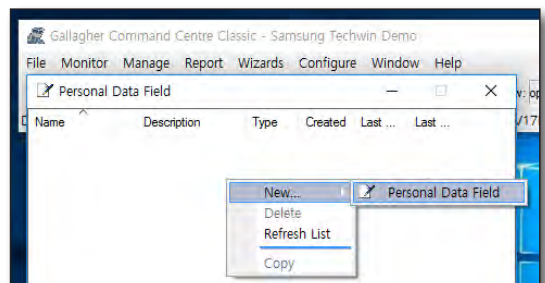 Gallagher Command Centre Classic - Samsung Techwin Demo
File Monitor Manage Report Wizards Configure Window Help
Personal Data Field
Name Description Type Created Last ... Last ...
New... Personal Data Field
Delete
Refresh List
Copy